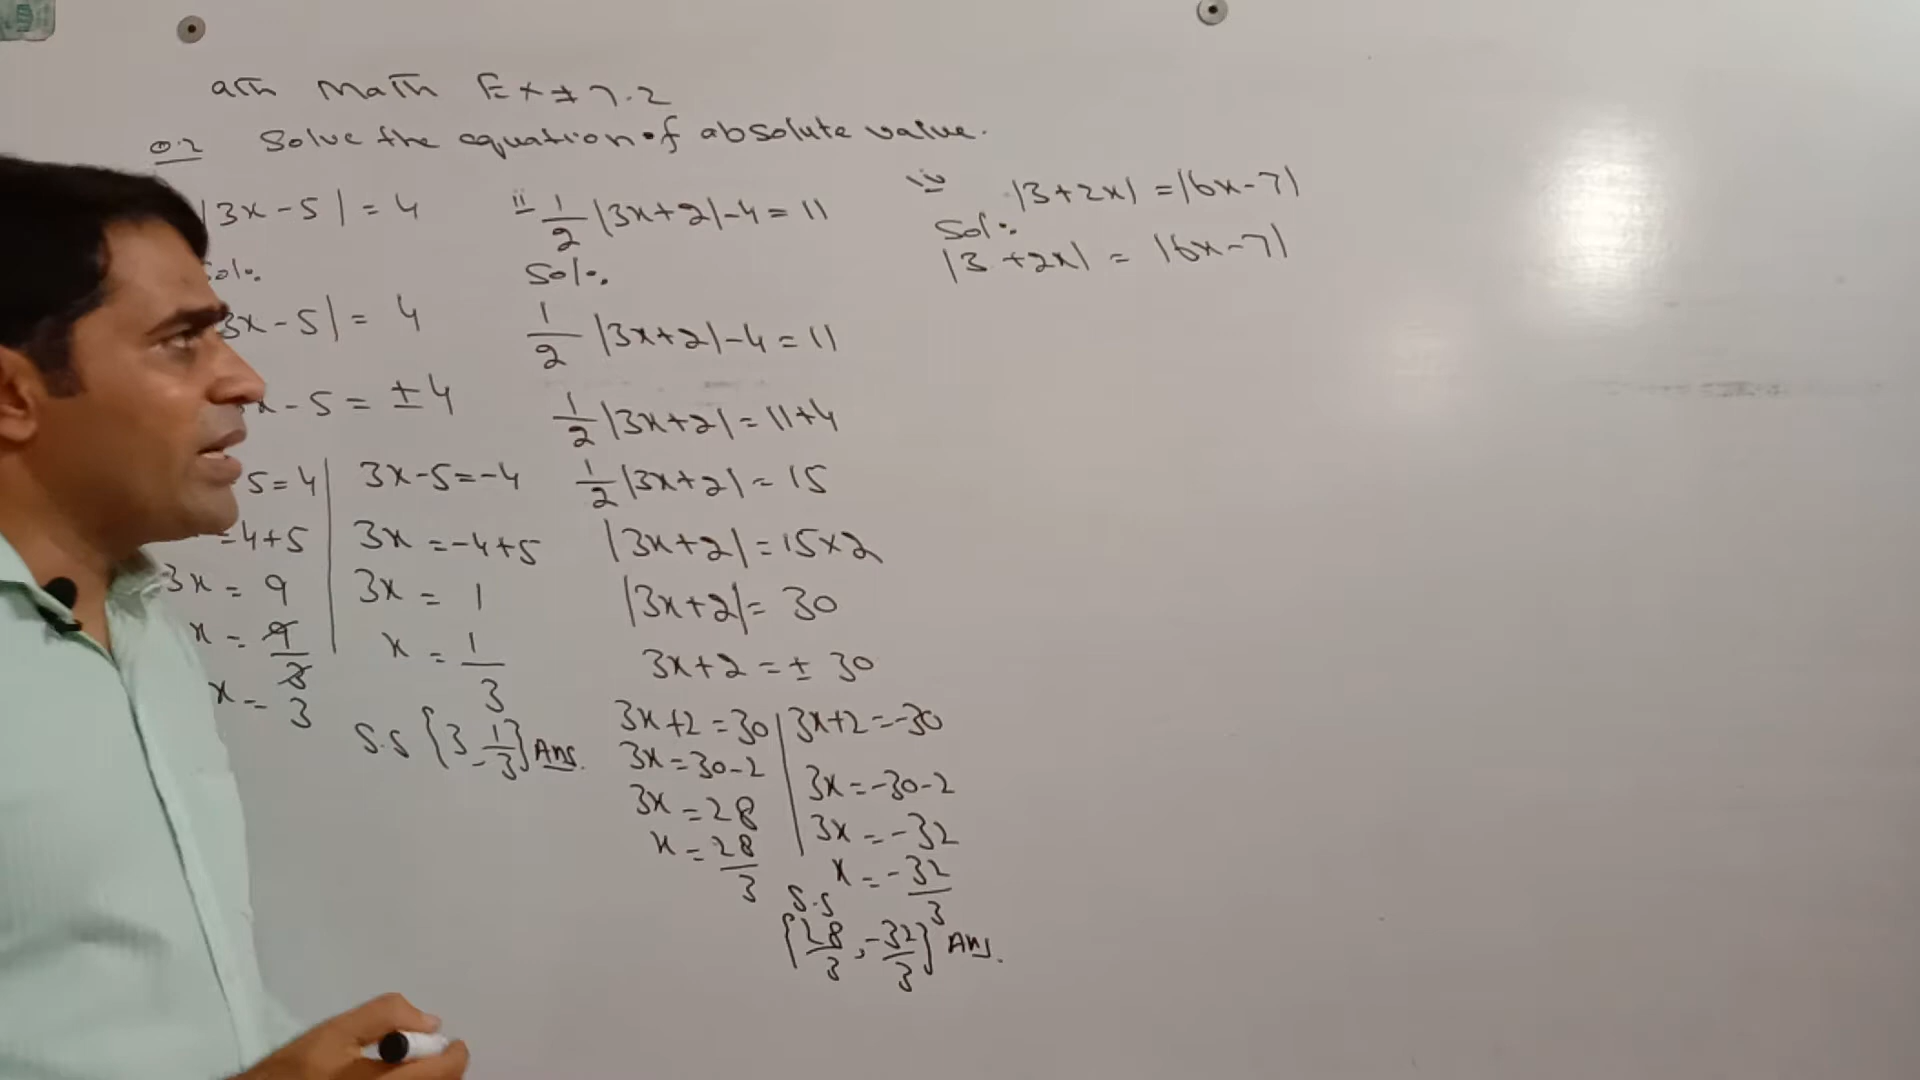 9th Math Ex # 7.2
Q.2 Solve the equation of absolute value.
|3x - 5| = 4
Sol:
3x - 5| = 4
x - 5 = ± 4
5 = 4
= 4+5
3x = 9
x = 9/3
x = 3
3x - 5 = -4
3x = -4+5
3x = 1
x = 1/3
S.S {3, 1/3} Ans.
ii 1/2 |3x+2| - 4 = 11
Sol:
1/2 |3x+2| - 4 = 11
1/2 |3x+2| = 11+4
1/2 |3x+2| = 15
|3x+2| = 15×2
|3x+2| = 30
3x+2 = ± 30
3x+2 = 30
3x = 30-2
3x = 28
x = 28/3
3x+2 = -30
3x = -30-2
3x = -32
x = -32/3
S.S
{28/3, -32/3} Ans.
iv |3+2x| = |6x-7|
Sol:
|3+2x| = |6x-7|